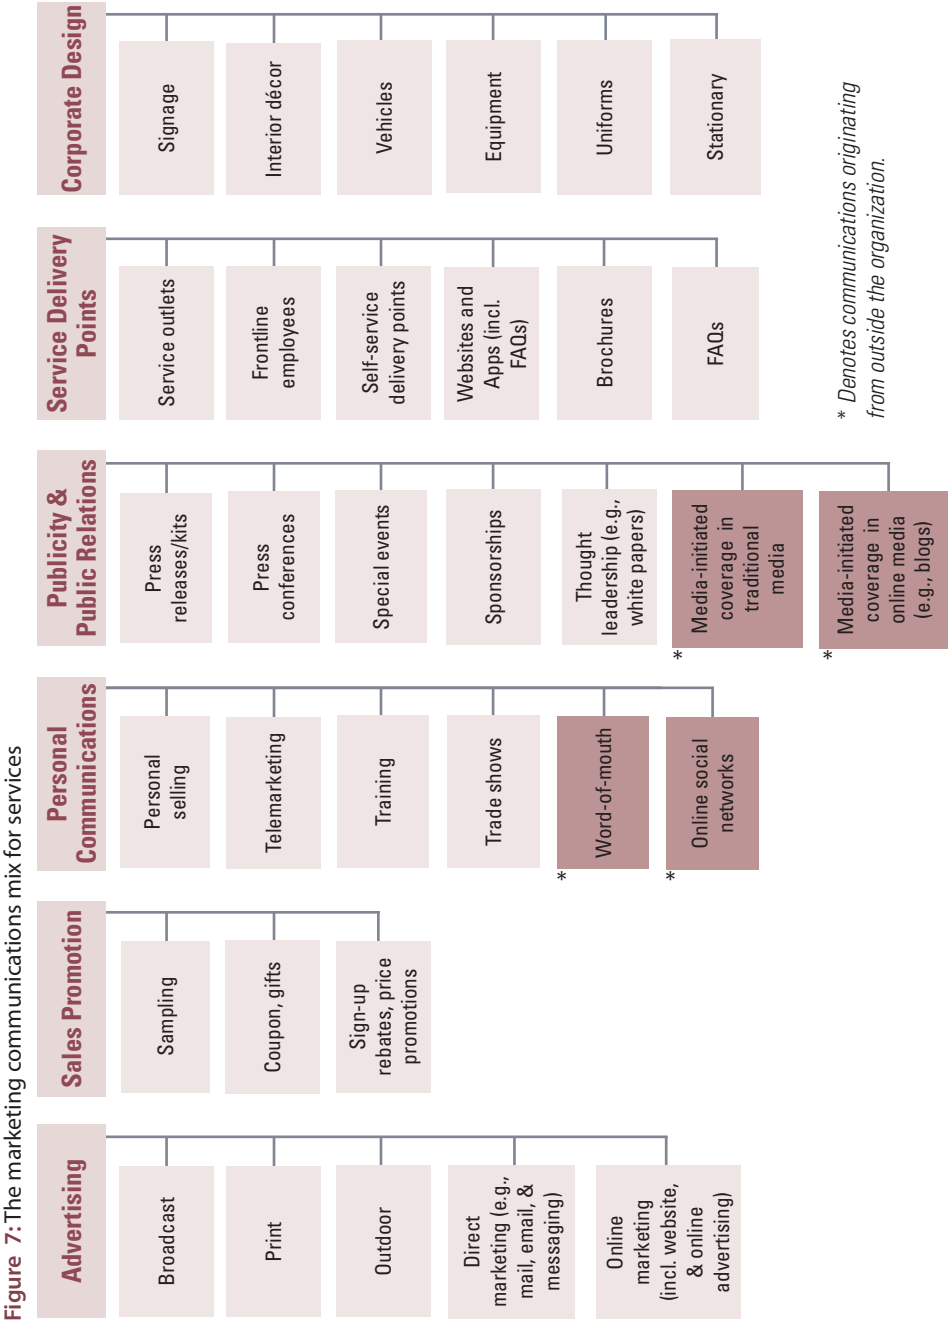 Figure 7: The marketing communications mix for services
Advertising
Broadcast
Print
Outdoor
Direct
marketing (e.g.,
mail, email, &
messaging)
Online
marketing
(incl. website,
& online
advertising)
Sales Promotion
Sampling
Coupon, gifts
Sign-up
rebates, price
promotions
Personal
Communications
Personal
selling
Telemarketing
Training
Trade shows
*
Word-of-mouth
*
Online social
networks
Publicity &
Public Relations
Press
releases/kits
Press
conferences
Special events
Sponsorships
Thought
leadership (e.g.,
white papers)
*
Media-initiated
coverage in
traditional
media
*
Media-initiated
coverage in
online media
(e.g., blogs)
Service Delivery
Points
Service outlets
Frontline
employees
Self-service
delivery points
Websites and
Apps (incl.
FAQs)
Brochures
FAQs
Corporate Design
Signage
Interior décor
Vehicles
Equipment
Uniforms
Stationary
* Denotes communications originating
from outside the organization.